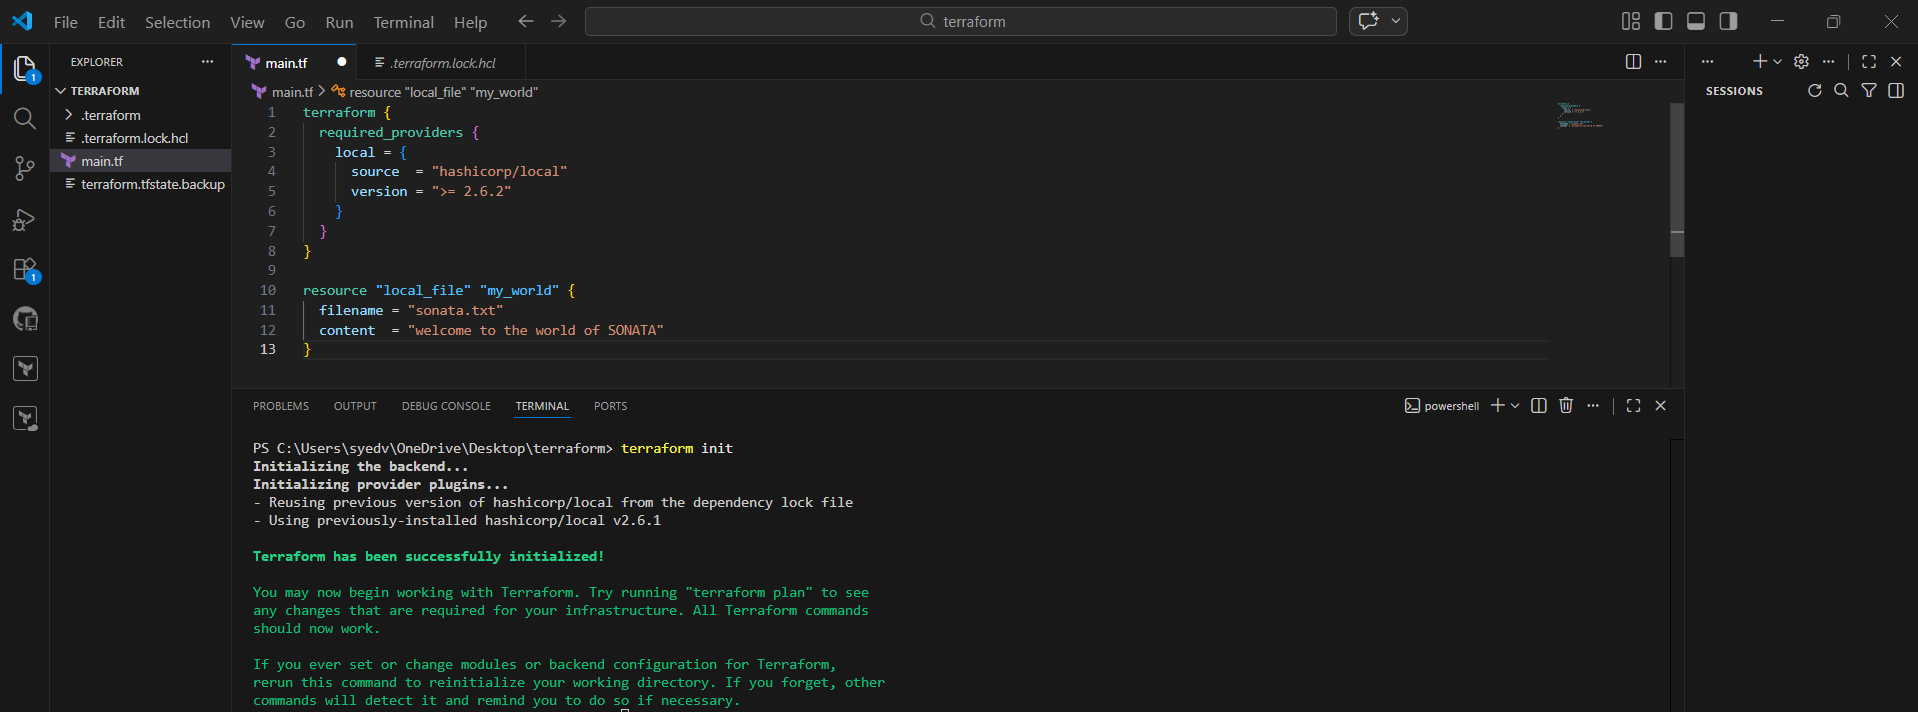 File Edit Selection View Go Run Terminal Help
terraform
EXPLORER
TERRAFORM
.terraform
.terraform.lock.hcl
main.tf
terraform.tfstate.backup
1
1
main.tf
.terraform.lock.hcl
main.tf > resource "local_file" "my_world"
1 terraform {
2 required_providers {
3 local = {
4 source  = "hashicorp/local"
5 version = ">= 2.6.2"
6 }
7 }
8 }
9
10 resource "local_file" "my_world" {
11 filename = "sonata.txt"
12 content  = "welcome to the world of SONATA"
13 }
SESSIONS
PROBLEMS OUTPUT DEBUG CONSOLE TERMINAL PORTS
powershell
PS C:\Users\syedv\OneDrive\Desktop\terraform> terraform init
Initializing the backend...
Initializing provider plugins...
- Reusing previous version of hashicorp/local from the dependency lock file
- Using previously-installed hashicorp/local v2.6.1
Terraform has been successfully initialized!
You may now begin working with Terraform. Try running "terraform plan" to see
any changes that are required for your infrastructure. All Terraform commands
should now work.
If you ever set or change modules or backend configuration for Terraform,
rerun this command to reinitialize your working directory. If you forget, other
commands will detect it and remind you to do so if necessary.